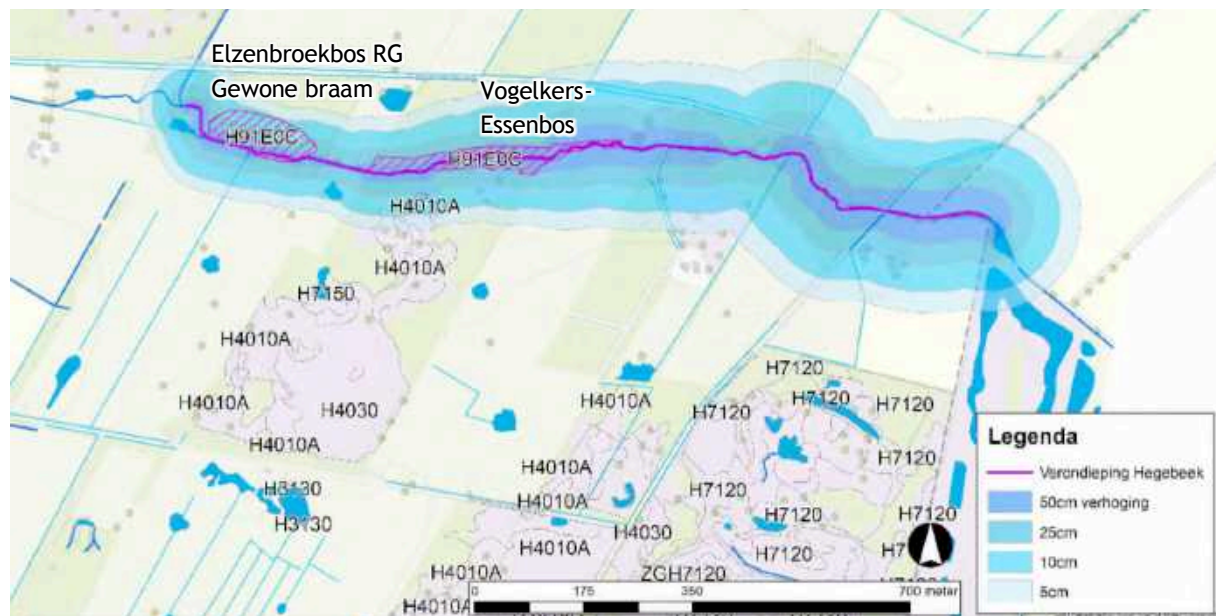 Elzenbroekbos RG
Gewone braam
Vogelkers-
Essenbos
H91E0C
H91E0C
H4010A
H4010A
H7150
H4010A
H4010A
H4030
H4010A
H3130
H3130
H4010A
H4010A
H4010A
H4010A
H4010A
H4010A
H4030
ZGH7120
H7120
H7120
H7120
H7120
H7120
H7120
H7120
H7120
H7120
Legenda
Verondieping Hegebeek
50cm verhoging
25cm
10cm
5cm
0 87,5 175 350 700 meter